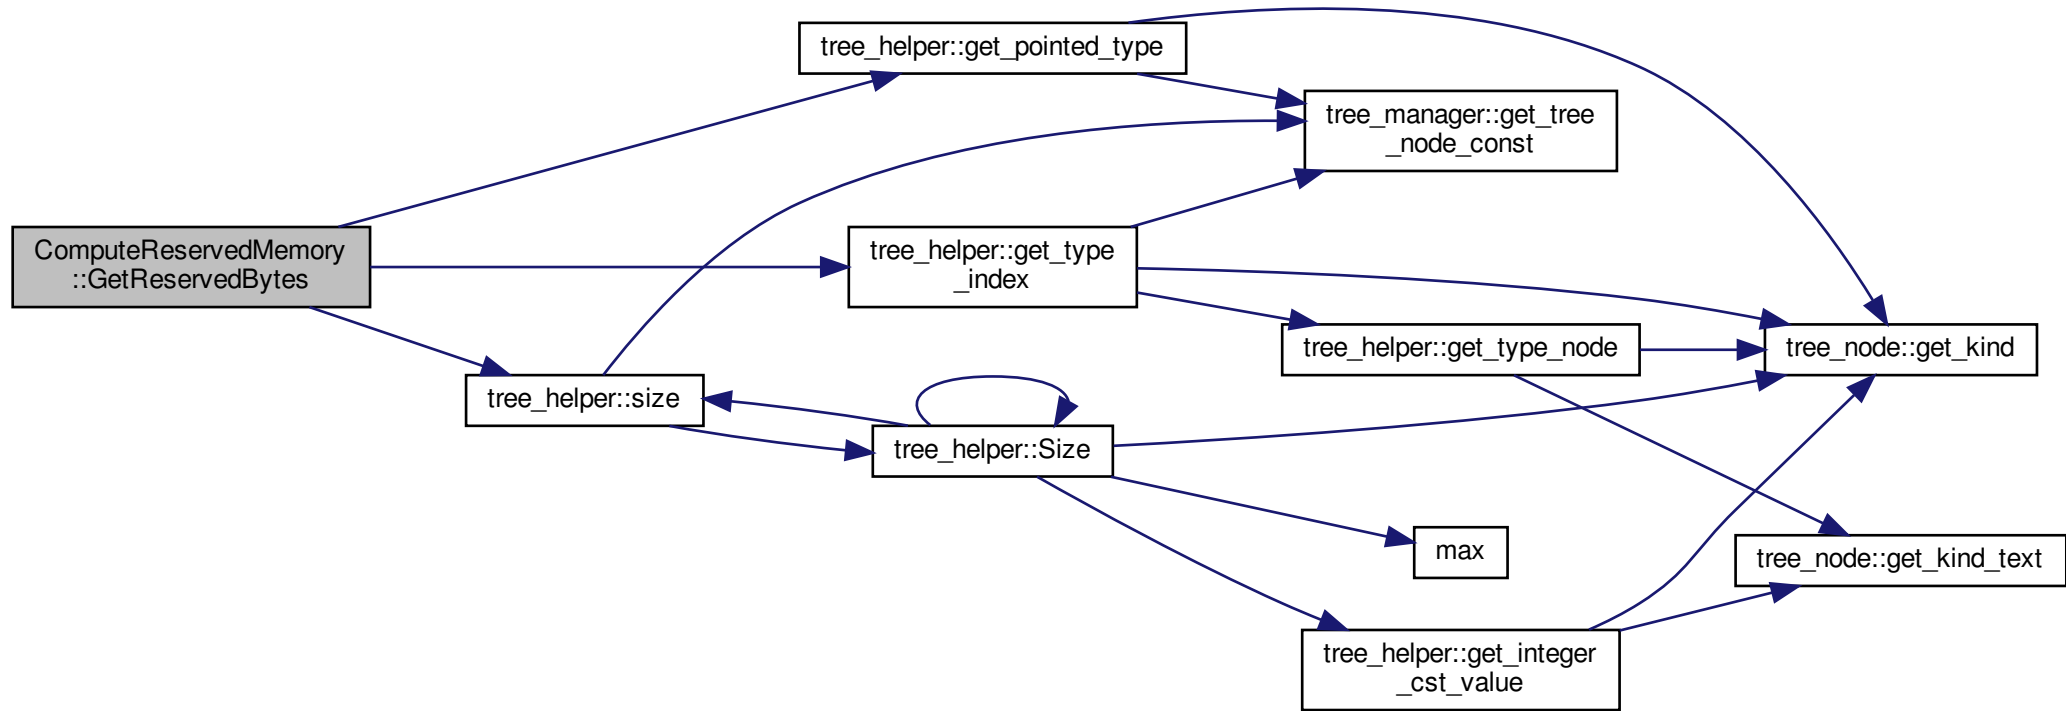 tree_helper::get_pointed_type
tree_manager::get_tree
_node_const
ComputeReservedMemory
::GetReservedBytes
tree_helper::get_type
_index
tree_helper::get_type_node
tree_node::get_kind
tree_helper::size
tree_helper::Size
max
tree_node::get_kind_text
tree_helper::get_integer
_cst_value